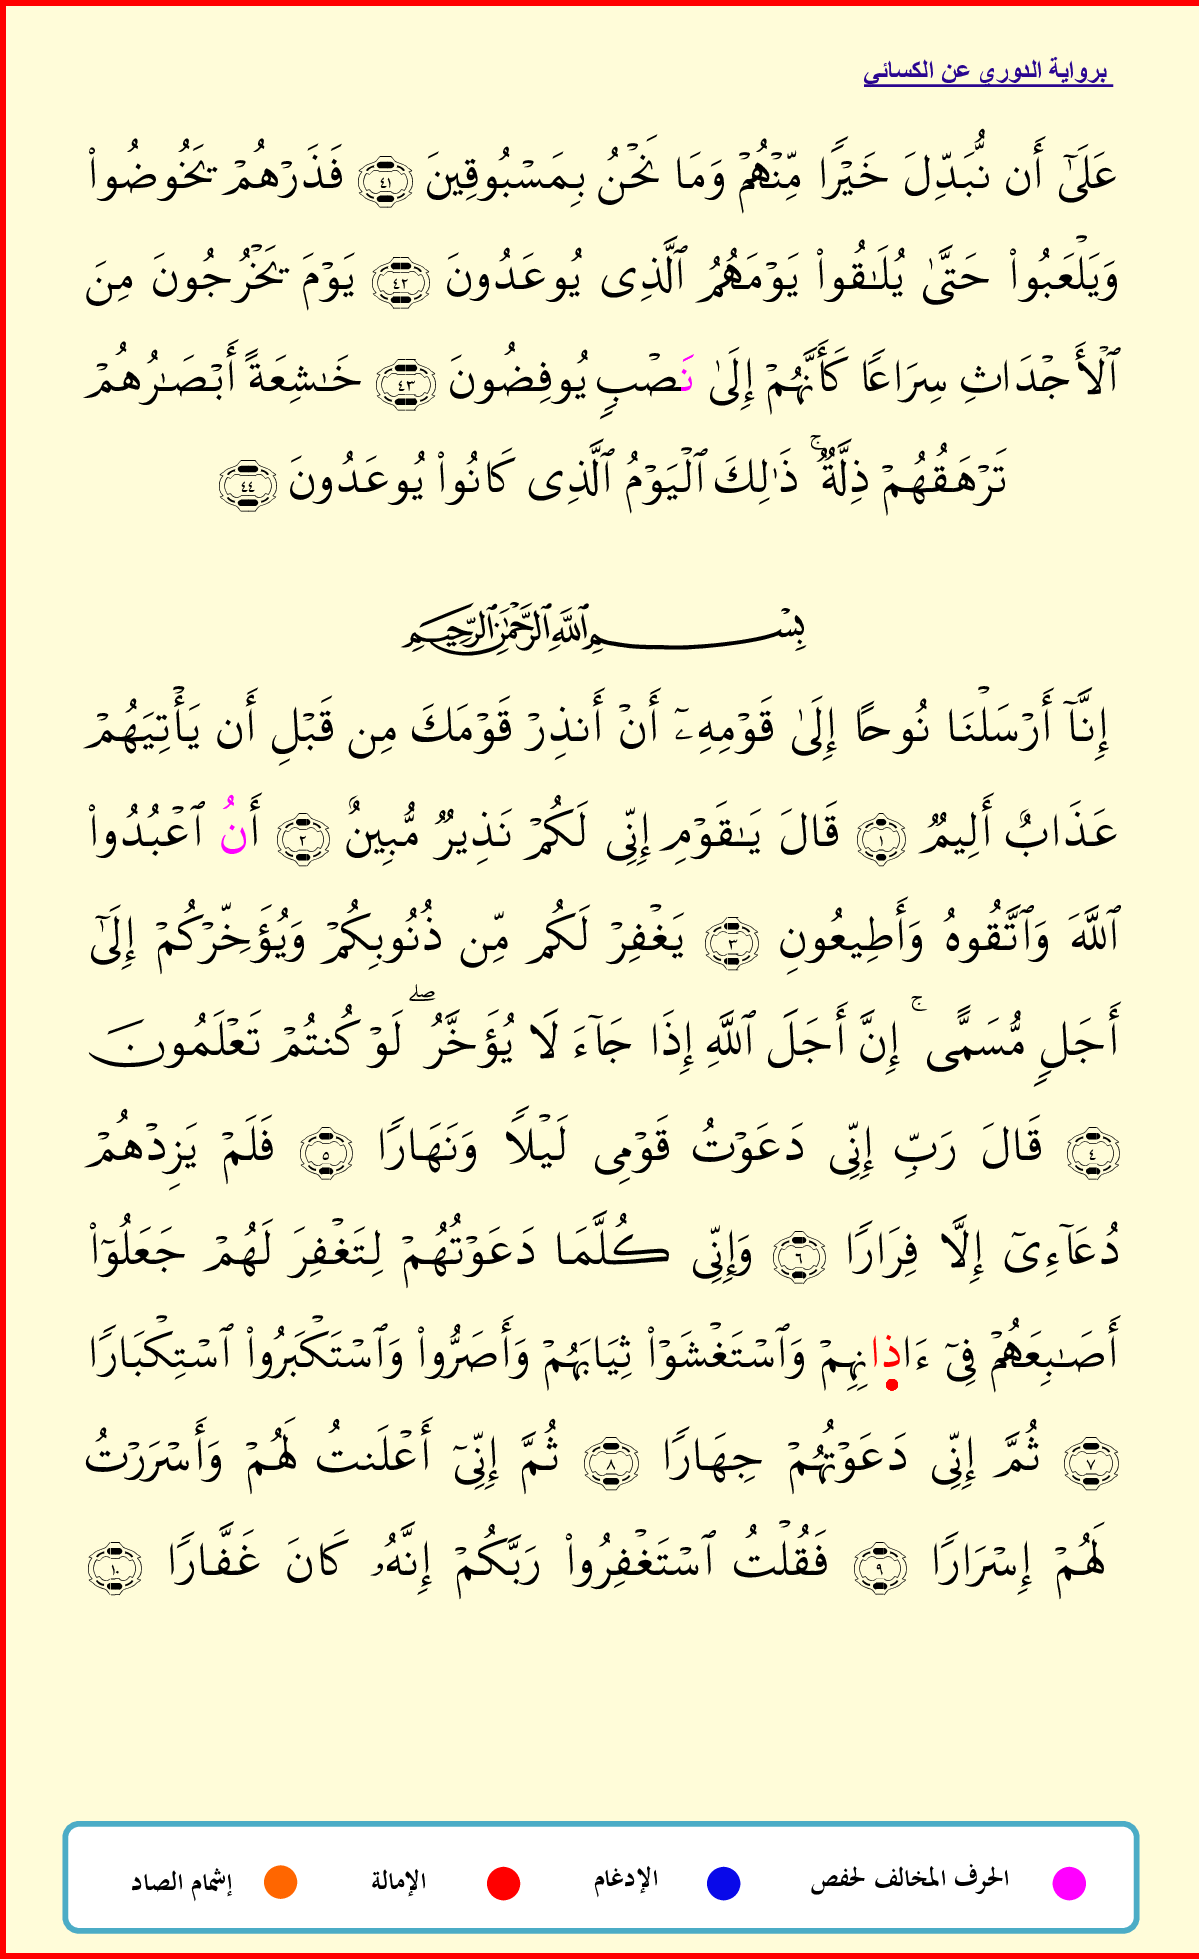 برواية الدوري عن الكسائي
عَلَىٰٓ أَن نُّبَدِّلَ خَيْرًا مِّنْهُمْ وَمَا نَحْنُ بِمَسْبُوقِينَ ٤١ فَذَرْهُمْ يَخُوضُوا۟
وَيَلْعَبُوا۟ حَتَّىٰ يُلَـٰقُوا۟ يَوْمَهُمُ ٱلَّذِى يُوعَدُونَ ٤٢ يَوْمَ يَخْرُجُونَ مِنَ
ٱلْأَجْدَاثِ سِرَاعًا كَأَنَّهُمْ إِلَىٰ نَصْبٍ يُوفِضُونَ ٤٣ خَـٰشِعَةً أَبْصَـٰرُهُمْ
تَرْهَقُهُمْ ذِلَّةٌ ۚ ذَٰلِكَ ٱلْيَوْمُ ٱلَّذِى كَانُوا۟ يُوعَدُونَ ٤٤
بِسْمِ ٱللَّهِ ٱلرَّحْمَـٰنِ ٱلرَّحِيمِ
إِنَّآ أَرْسَلْنَا نُوحًا إِلَىٰ قَوْمِهِۦٓ أَنْ أَنذِرْ قَوْمَكَ مِن قَبْلِ أَن يَأْتِيَهُمْ
عَذَابٌ أَلِيمٌ ١ قَالَ يَـٰقَوْمِ إِنِّى لَكُمْ نَذِيرٌ مُّبِينٌ ٢ أَنُ ٱعْبُدُوا۟
ٱللَّهَ وَٱتَّقُوهُ وَأَطِيعُونِ ٣ يَغْفِرْ لَكُم مِّن ذُنُوبِكُمْ وَيُؤَخِّرْكُمْ إِلَىٰٓ
أَجَلٍ مُّسَمًّى ۚ إِنَّ أَجَلَ ٱللَّهِ إِذَا جَآءَ لَا يُؤَخَّرُ ۖ لَوْ كُنتُمْ تَعْلَمُونَ
٤ قَالَ رَبِّ إِنِّى دَعَوْتُ قَوْمِى لَيْلًا وَنَهَارًا ٥ فَلَمْ يَزِدْهُمْ
دُعَآءِىٓ إِلَّا فِرَارًا ٦ وَإِنِّى كُلَّمَا دَعَوْتُهُمْ لِتَغْفِرَ لَهُمْ جَعَلُوٓا۟
أَصَـٰبِعَهُمْ فِىٓ ءَاذَانِهِمْ وَٱسْتَغْشَوْا۟ ثِيَابَهُمْ وَأَصَرُّوا۟ وَٱسْتَكْبَرُوا۟ ٱسْتِكْبَارًا
٧ ثُمَّ إِنِّى دَعَوْتُهُمْ جِهَارًا ٨ ثُمَّ إِنِّىٓ أَعْلَنتُ لَهُمْ وَأَسْرَرْتُ
لَهُمْ إِسْرَارًا ٩ فَقُلْتُ ٱسْتَغْفِرُوا۟ رَبَّكُمْ إِنَّهُۥ كَانَ غَفَّارًا ١٠
الحرف المخالف لحفص الإدغام الإمالة إشمام الصاد